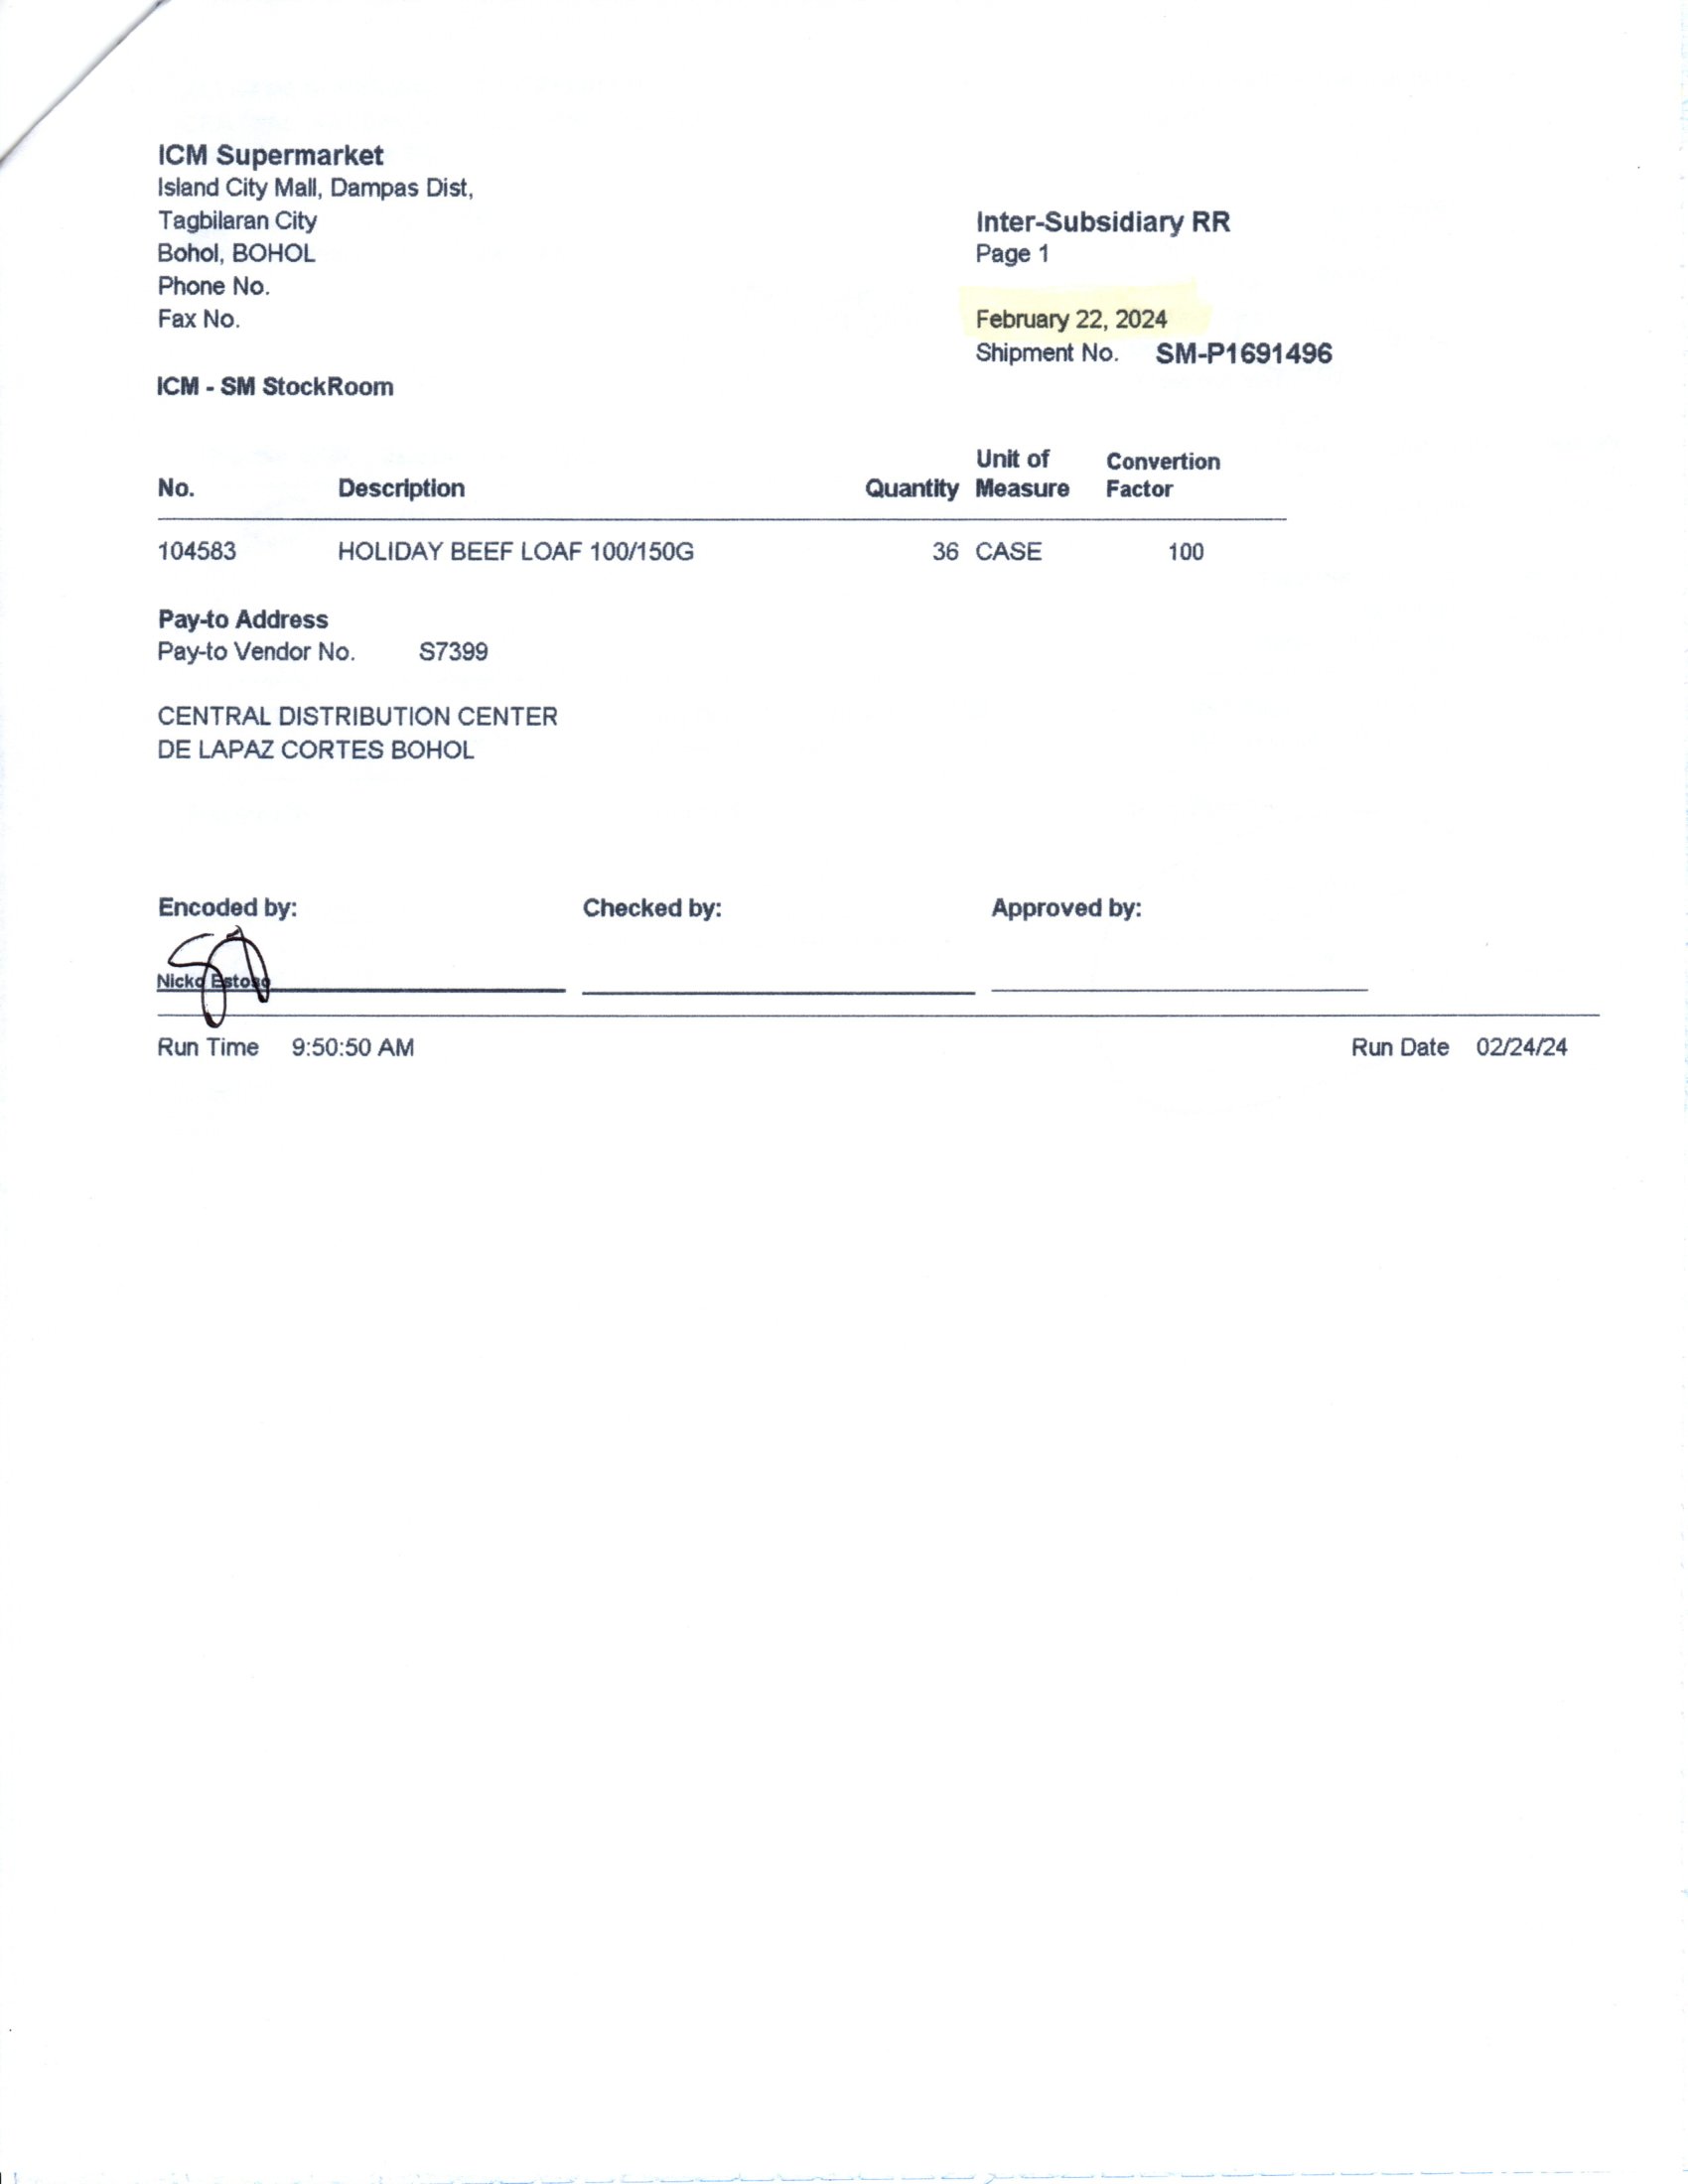 ICM Supermarket
Island City Mall, Dampas Dist,
Tagbilaran City
Bohol, BOHOL
Phone No.
Fax No.
Inter-Subsidiary RR
Page 1
February 22, 2024
Shipment No. SM-P1691496
ICM - SM StockRoom
No. Description Quantity Unit of Measure Convertion Factor
104583 HOLIDAY BEEF LOAF 100/150G 36 CASE 100
Pay-to Address
Pay-to Vendor No. S7399
CENTRAL DISTRIBUTION CENTER
DE LAPAZ CORTES BOHOL
Encoded by: Checked by: Approved by:
Nicko
Run Time 9:50:50 AM Run Date 02/24/24